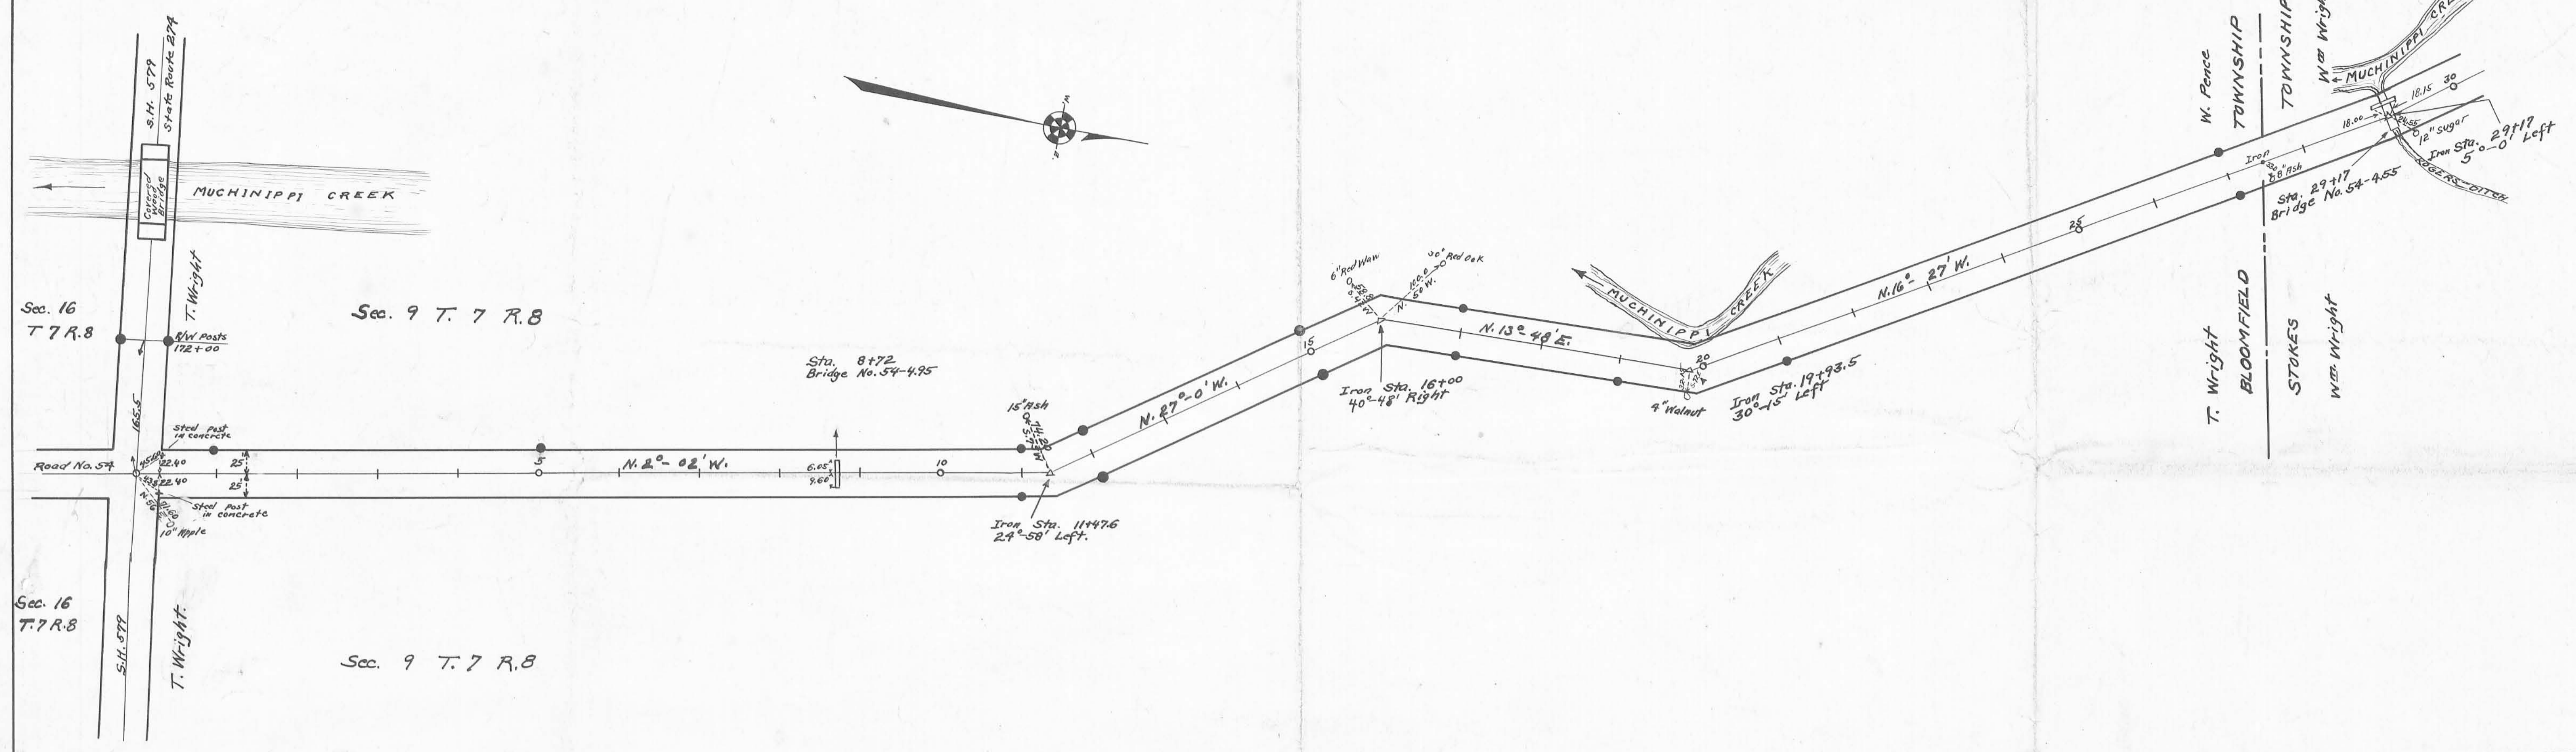 S.H. 579
State Route 274
Covered
Wood
Bridge
MUCHINIPPI CREEK
T. Wright
Sec. 16
T 7 R.8
R/W Posts
172+00
165.5
Sec. 9 T. 7 R.8
Steel Post
in concrete
Road No. 54
22.40
22.40
25'
25'
Steel Post
in concrete
10" Apple
5
N. 2°-02' W.
6.05'
9.60'
10
Sta. 8+72
Bridge No. 54-4.95
15" Ash
Iron Sta. 11+47.6
24°-58' Left.
Sec. 16
T. 7 R.8
S.H. 579
T. Wright.
Sec. 9 T. 7 R.8
N. 27°-0' W.
15
6" Red Haw
30" Red Oak
100.0
N. 50 W.
Iron Sta. 16+00
40°-48' Right
N. 13°-48' E.
MUCHINIPPI CREEK
20
4" Walnut
Iron Sta. 19+93.5
30°-15' Left
N. 16°-27' W.
25
W. Pence
TOWNSHIP
TOWNSHIP
Wm Wright
MUCHINIPPI
30
18.15
18.00
12" Sugar
Iron Sta. 29+17
5°-0' Left
Iron
8" Ash
ROGERS DITCH
Sta. 29+17
Bridge No. 54-4.55
T. Wright
BLOOMFIELD
STOKES
Wm. Wright